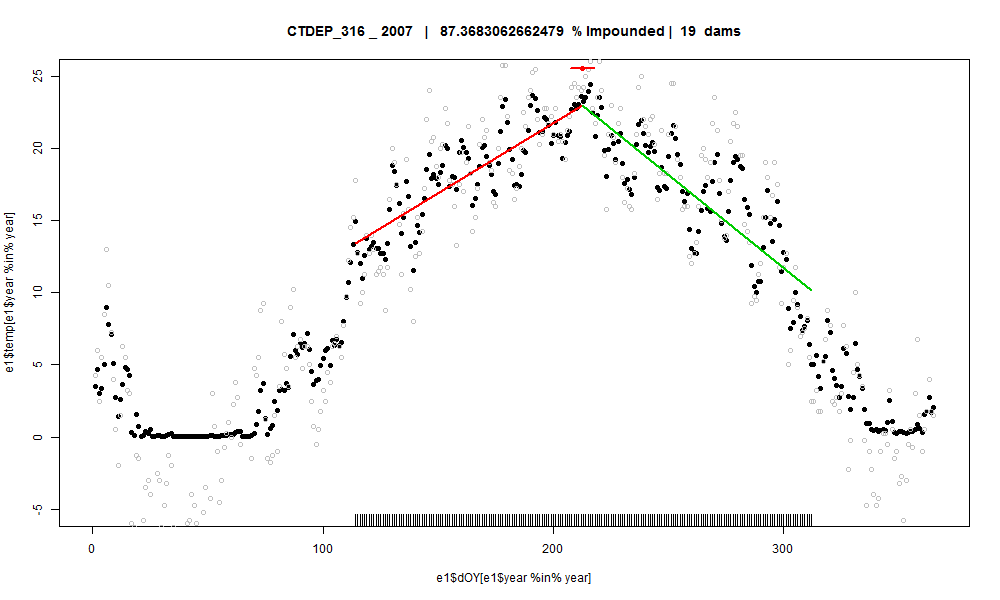 CTDEP_316 _ 2007 | 87.3683062662479 % Impounded | 19 dams
e1$temp[e1$year %in% year]
25
20
15
10
5
0
-5
0 100 200 300
e1$dOY[e1$year %in% year]